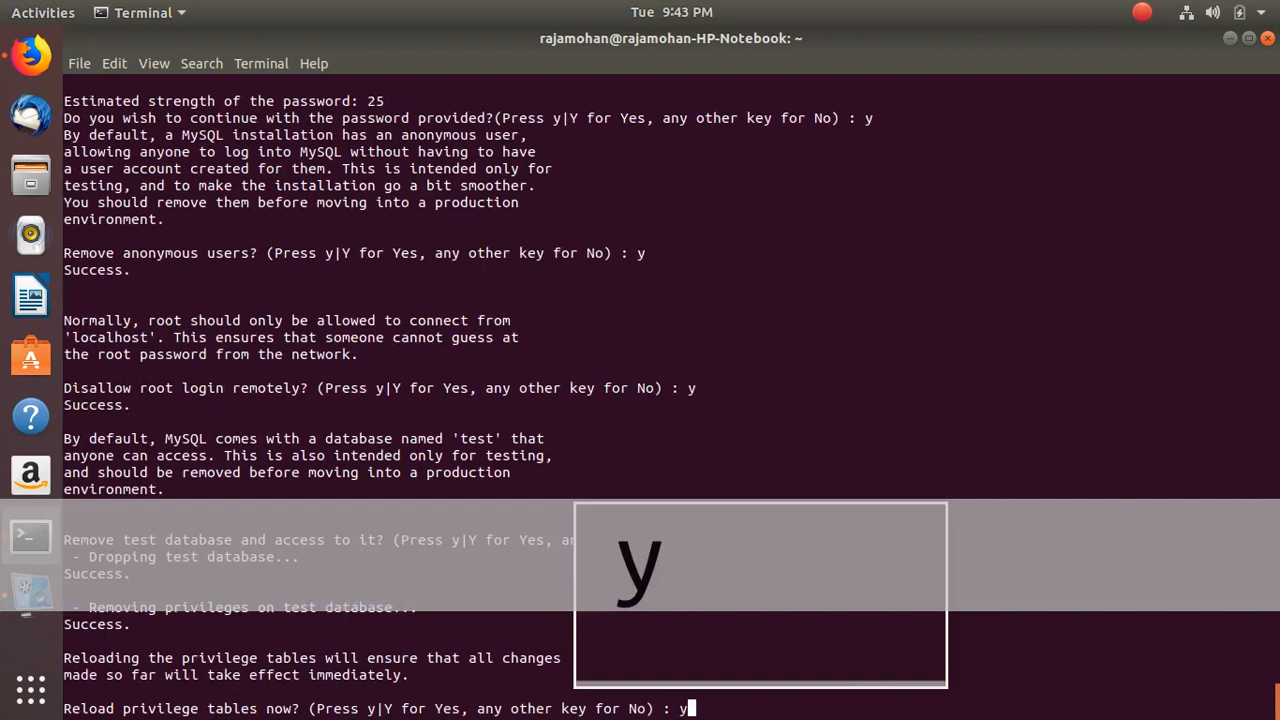 Activities Terminal Tue 9:43 PM
rajamohan@rajamohan-HP-Notebook: ~
File Edit View Search Terminal Help
Estimated strength of the password: 25
Do you wish to continue with the password provided?(Press y|Y for Yes, any other key for No) : y
By default, a MySQL installation has an anonymous user,
allowing anyone to log into MySQL without having to have
a user account created for them. This is intended only for
testing, and to make the installation go a bit smoother.
You should remove them before moving into a production
environment.
Remove anonymous users? (Press y|Y for Yes, any other key for No) : y
Success.
Normally, root should only be allowed to connect from
'localhost'. This ensures that someone cannot guess at
the root password from the network.
Disallow root login remotely? (Press y|Y for Yes, any other key for No) : y
Success.
By default, MySQL comes with a database named 'test' that
anyone can access. This is also intended only for testing,
and should be removed before moving into a production
environment.
Remove test database and access to it? (Press y|Y for Yes, an
- Dropping test database...
Success.
y
- Removing privileges on test database...
Success.
Reloading the privilege tables will ensure that all changes
made so far will take effect immediately.
Reload privilege tables now? (Press y|Y for Yes, any other key for No) : y